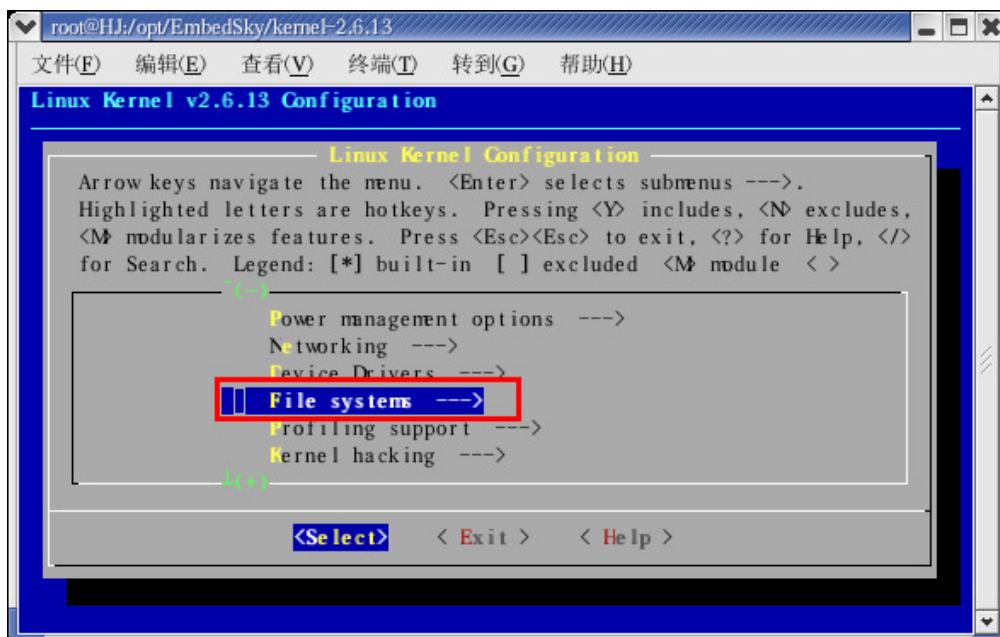 root@HJ:/opt/EmbedSky/kernel-2.6.13
文件(F) 编辑(E) 查看(V) 终端(T) 转到(G) 帮助(H)
Linux Kernel v2.6.13 Configuration
Linux Kernel Configuration
Arrow keys navigate the menu. <Enter> selects submenus --->.
Highlighted letters are hotkeys. Pressing <Y> includes, <N> excludes,
<M> modularizes features. Press <Esc><Esc> to exit, <?> for Help, </>
for Search. Legend: [*] built-in [ ] excluded <M> module < >
^(-)
Power management options --->
Networking --->
Device Drivers --->
File systems --->
Profiling support --->
Kernel hacking --->
(+)
<Select> < Exit > < Help >